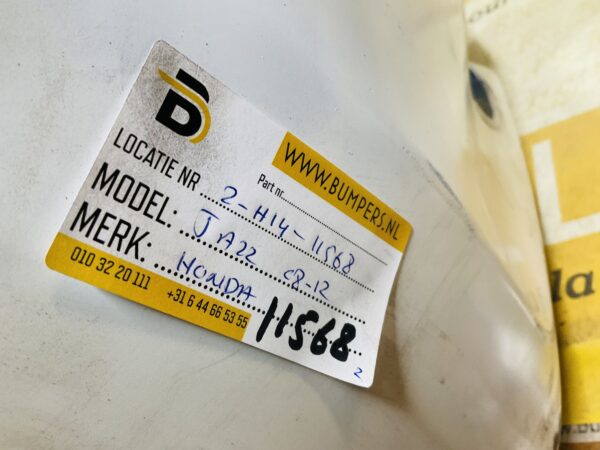 B
WWW.BUMPERS.NL
Part nr.
LOCATIE NR 2-H14-11568
MODEL: JAZZ 08-12
MERK: HONDA
010 32 20 111 +31 6 44 66 53 55
11568
2